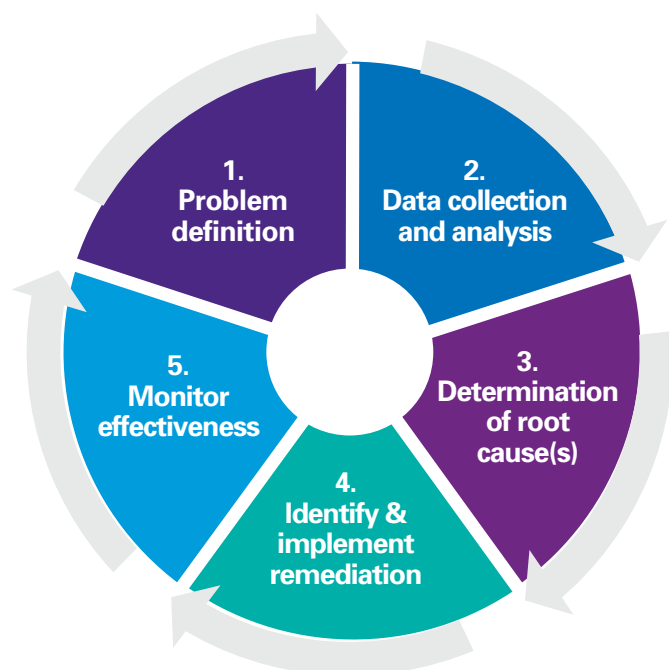 1.
Problem
definition
2.
Data collection
and analysis
3.
Determination
of root
cause(s)
4.
Identify &
implement
remediation
5.
Monitor
effectiveness